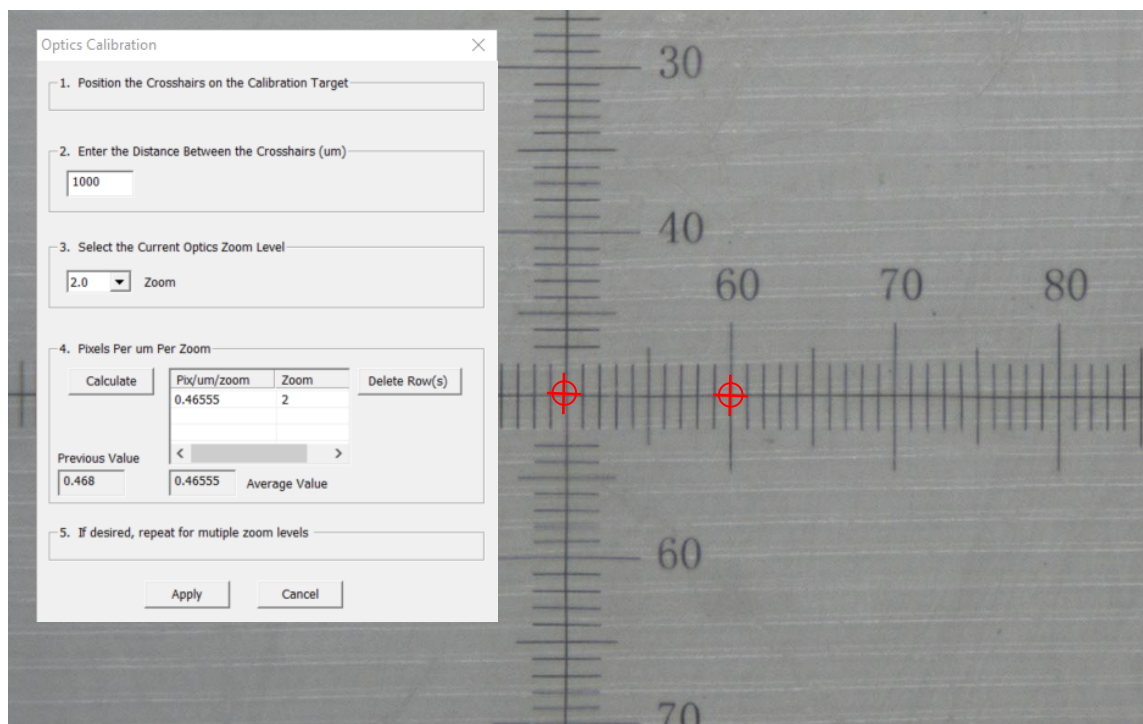 Optics Calibration
1. Position the Crosshairs on the Calibration Target
2. Enter the Distance Between the Crosshairs (um)
1000
3. Select the Current Optics Zoom Level
2.0 Zoom
4. Pixels Per um Per Zoom
Calculate
Pix/um/zoom Zoom
0.46555 2
Delete Row(s)
Previous Value
0.468
0.46555 Average Value
5. If desired, repeat for mutiple zoom levels
Apply Cancel
30
40
60 70 80
60
70